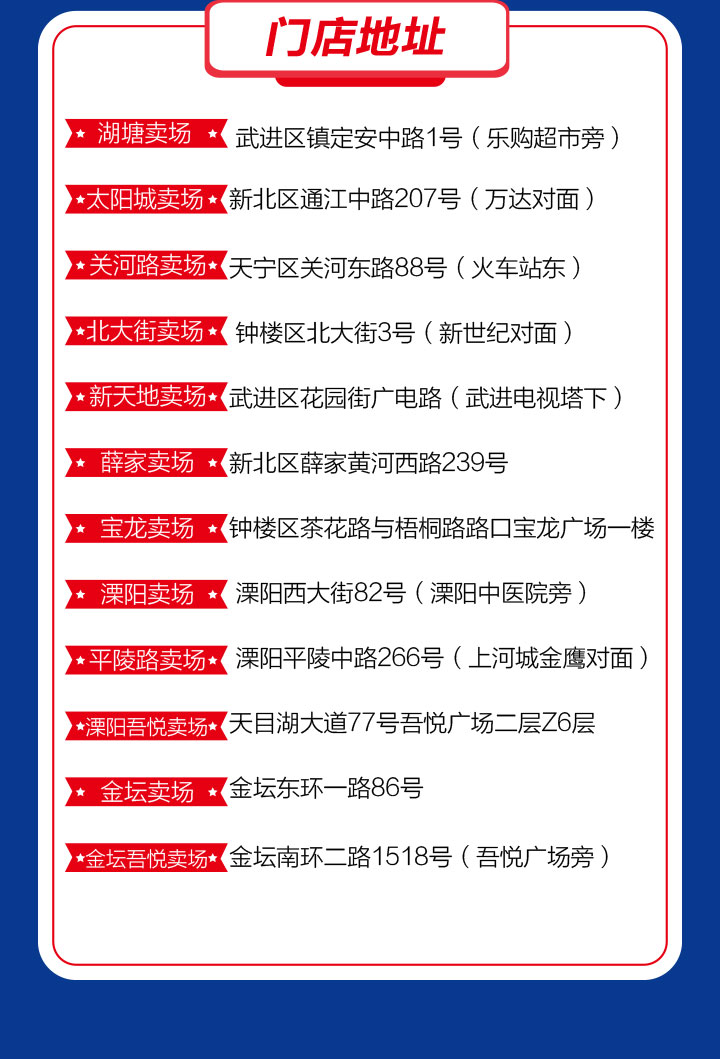 门店地址
湖塘卖场 武进区镇定安中路1号（乐购超市旁）
太阳城卖场 新北区通江中路207号（万达对面）
关河路卖场 天宁区关河东路88号（火车站东）
北大街卖场 钟楼区北大街3号（新世纪对面）
新天地卖场 武进区花园街广电路（武进电视塔下）
薛家卖场 新北区薛家黄河西路239号
宝龙卖场 钟楼区茶花路与梧桐路路口宝龙广场一楼
溧阳卖场 溧阳西大街82号（溧阳中医院旁）
平陵路卖场 溧阳平陵中路266号（上河城金鹰对面）
溧阳吾悦卖场 天目湖大道77号吾悦广场二层Z6层
金坛卖场 金坛东环一路86号
金坛吾悦卖场 金坛南环二路1518号（吾悦广场旁）